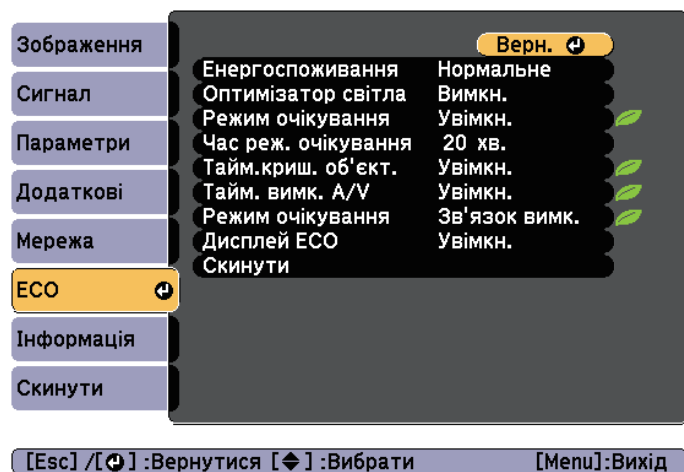 Зображення
Сигнал
Параметри
Додаткові
Мережа
ECO
Інформація
Скинути
Верн.
Енергоспоживання Нормальне
Оптимізатор світла Вимкн.
Режим очікування Увімкн.
Час реж. очікування 20 хв.
Тайм.криш. об'єкт. Увімкн.
Тайм. вимк. A/V Увімкн.
Режим очікування Зв'язок вимк.
Дисплей ECO Увімкн.
Скинути
[Esc] /[ ] :Вернутися [ ] :Вибрати [Menu]:Вихід